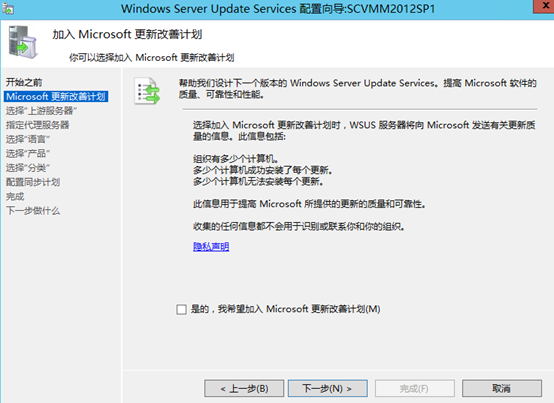 Windows Server Update Services 配置向导:SCVMM2012SP1
加入 Microsoft 更新改善计划
你可以选择加入 Microsoft 更新改善计划
开始之前
Microsoft 更新改善计划
选择"上游服务器"
指定代理服务器
选择"语言"
选择"产品"
选择"分类"
配置同步计划
完成
下一步做什么
帮助我们设计下一个版本的 Windows Server Update Services。提高 Microsoft 软件的
质量、可靠性和性能。
选择加入 Microsoft 更新改善计划时，WSUS 服务器将向 Microsoft 发送有关更新质
量的信息。此信息包括:
组织有多少个计算机。
多少个计算机成功安装了每个更新。
多少个计算机无法安装每个更新。
此信息用于提高 Microsoft 所提供的更新的质量和可靠性。
收集的任何信息都不会用于识别或联系你和你的组织。
隐私声明
是的，我希望加入 Microsoft 更新改善计划(M)
< 上一步(B)
下一步(N) >
完成(F)
取消